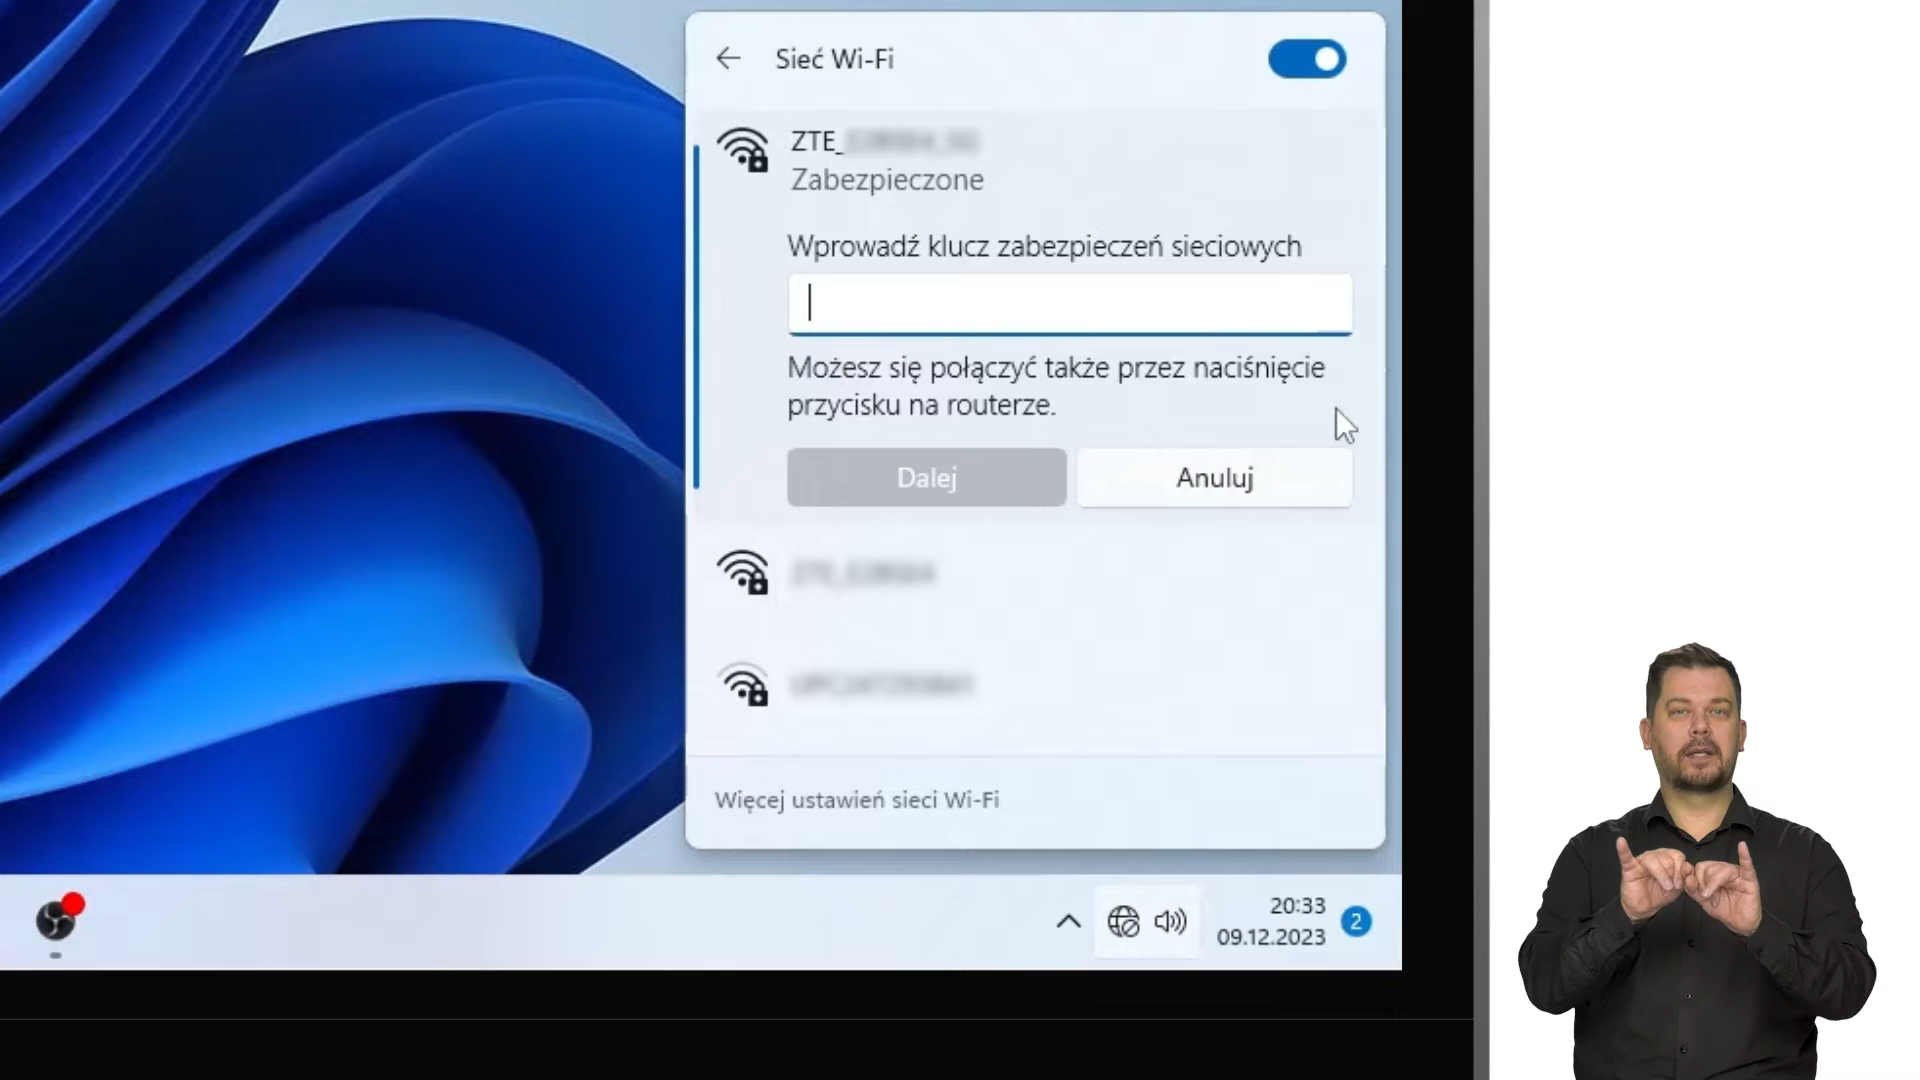 Sieć Wi-Fi
ZTE_
Zabezpieczone
Wprowadź klucz zabezpieczeń sieciowych
Możesz się połączyć także przez naciśnięcie
przycisku na routerze.
Dalej
Anuluj
Więcej ustawień sieci Wi-Fi
20:33
09.12.2023
2